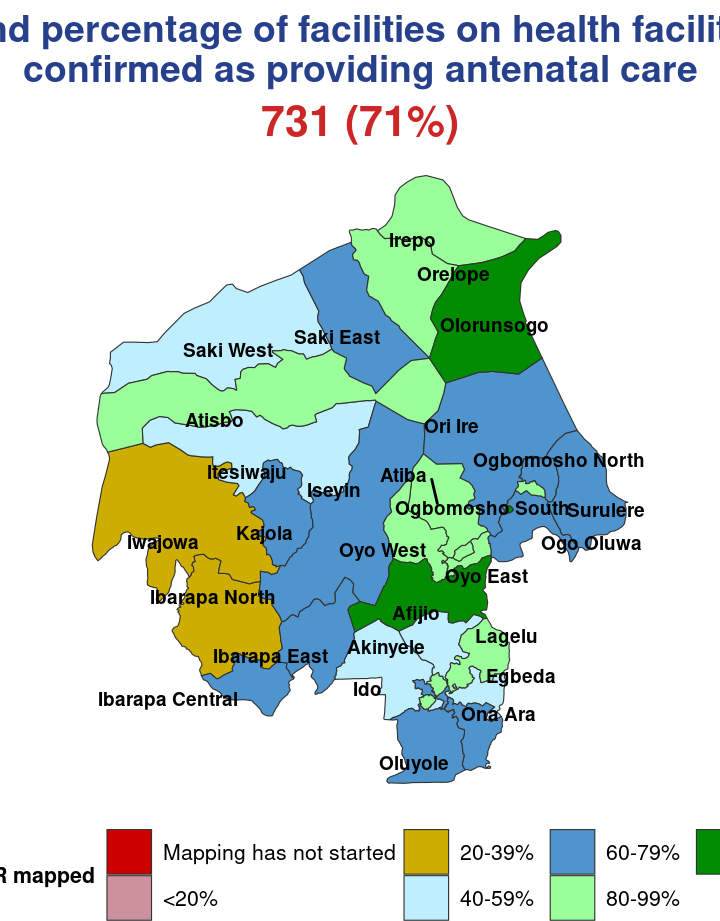 nd percentage of facilities on health facilit
confirmed as providing antenatal care
731 (71%)
Irepo
Orelope
Olorunsogo
Saki East
Saki West
Atisbo
Ori Ire
Ogbomosho North
Itesiwaju
Atiba
Iseyin
Ogbomosho South
Surulere
Kajola
Iwajowa
Oyo West
Ogo Oluwa
Oyo East
Ibarapa North
Afijio
Lagelu
Akinyele
Ibarapa East
Egbeda
Ido
Ibarapa Central
Ona Ara
Oluyole
R mapped
Mapping has not started
20-39%
60-79%
<20%
40-59%
80-99%